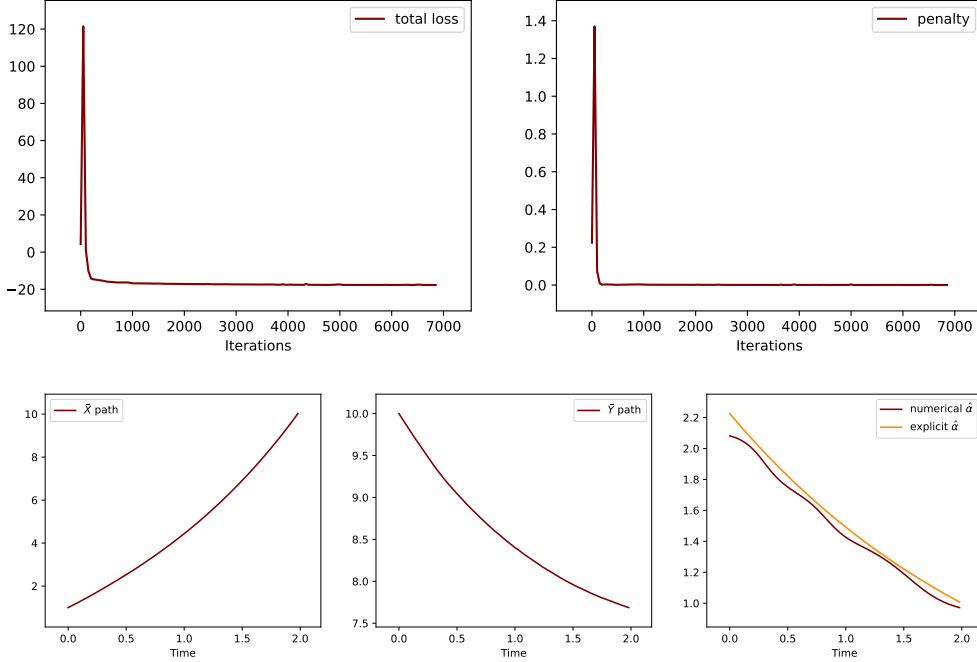 total loss
120
100
80
60
40
20
0
−20
0 1000 2000 3000 4000 5000 6000 7000
Iterations
penalty
1.4
1.2
1.0
0.8
0.6
0.4
0.2
0.0
0 1000 2000 3000 4000 5000 6000 7000
Iterations
X̄ path
10
8
6
4
2
0.0 0.5 1.0 1.5 2.0
Time
Ȳ path
10.0
9.5
9.0
8.5
8.0
7.5
0.0 0.5 1.0 1.5 2.0
Time
numerical α̂
explicit α̂
2.2
2.0
1.8
1.6
1.4
1.2
1.0
0.0 0.5 1.0 1.5 2.0
Time